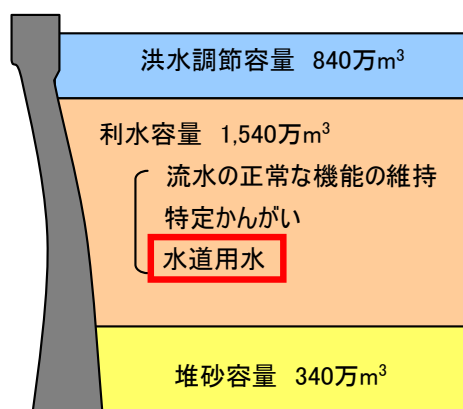 洪水調節容量 840万m³
利水容量 1,540万m³
流水の正常な機能の維持
特定かんがい
水道用水
堆砂容量 340万m³